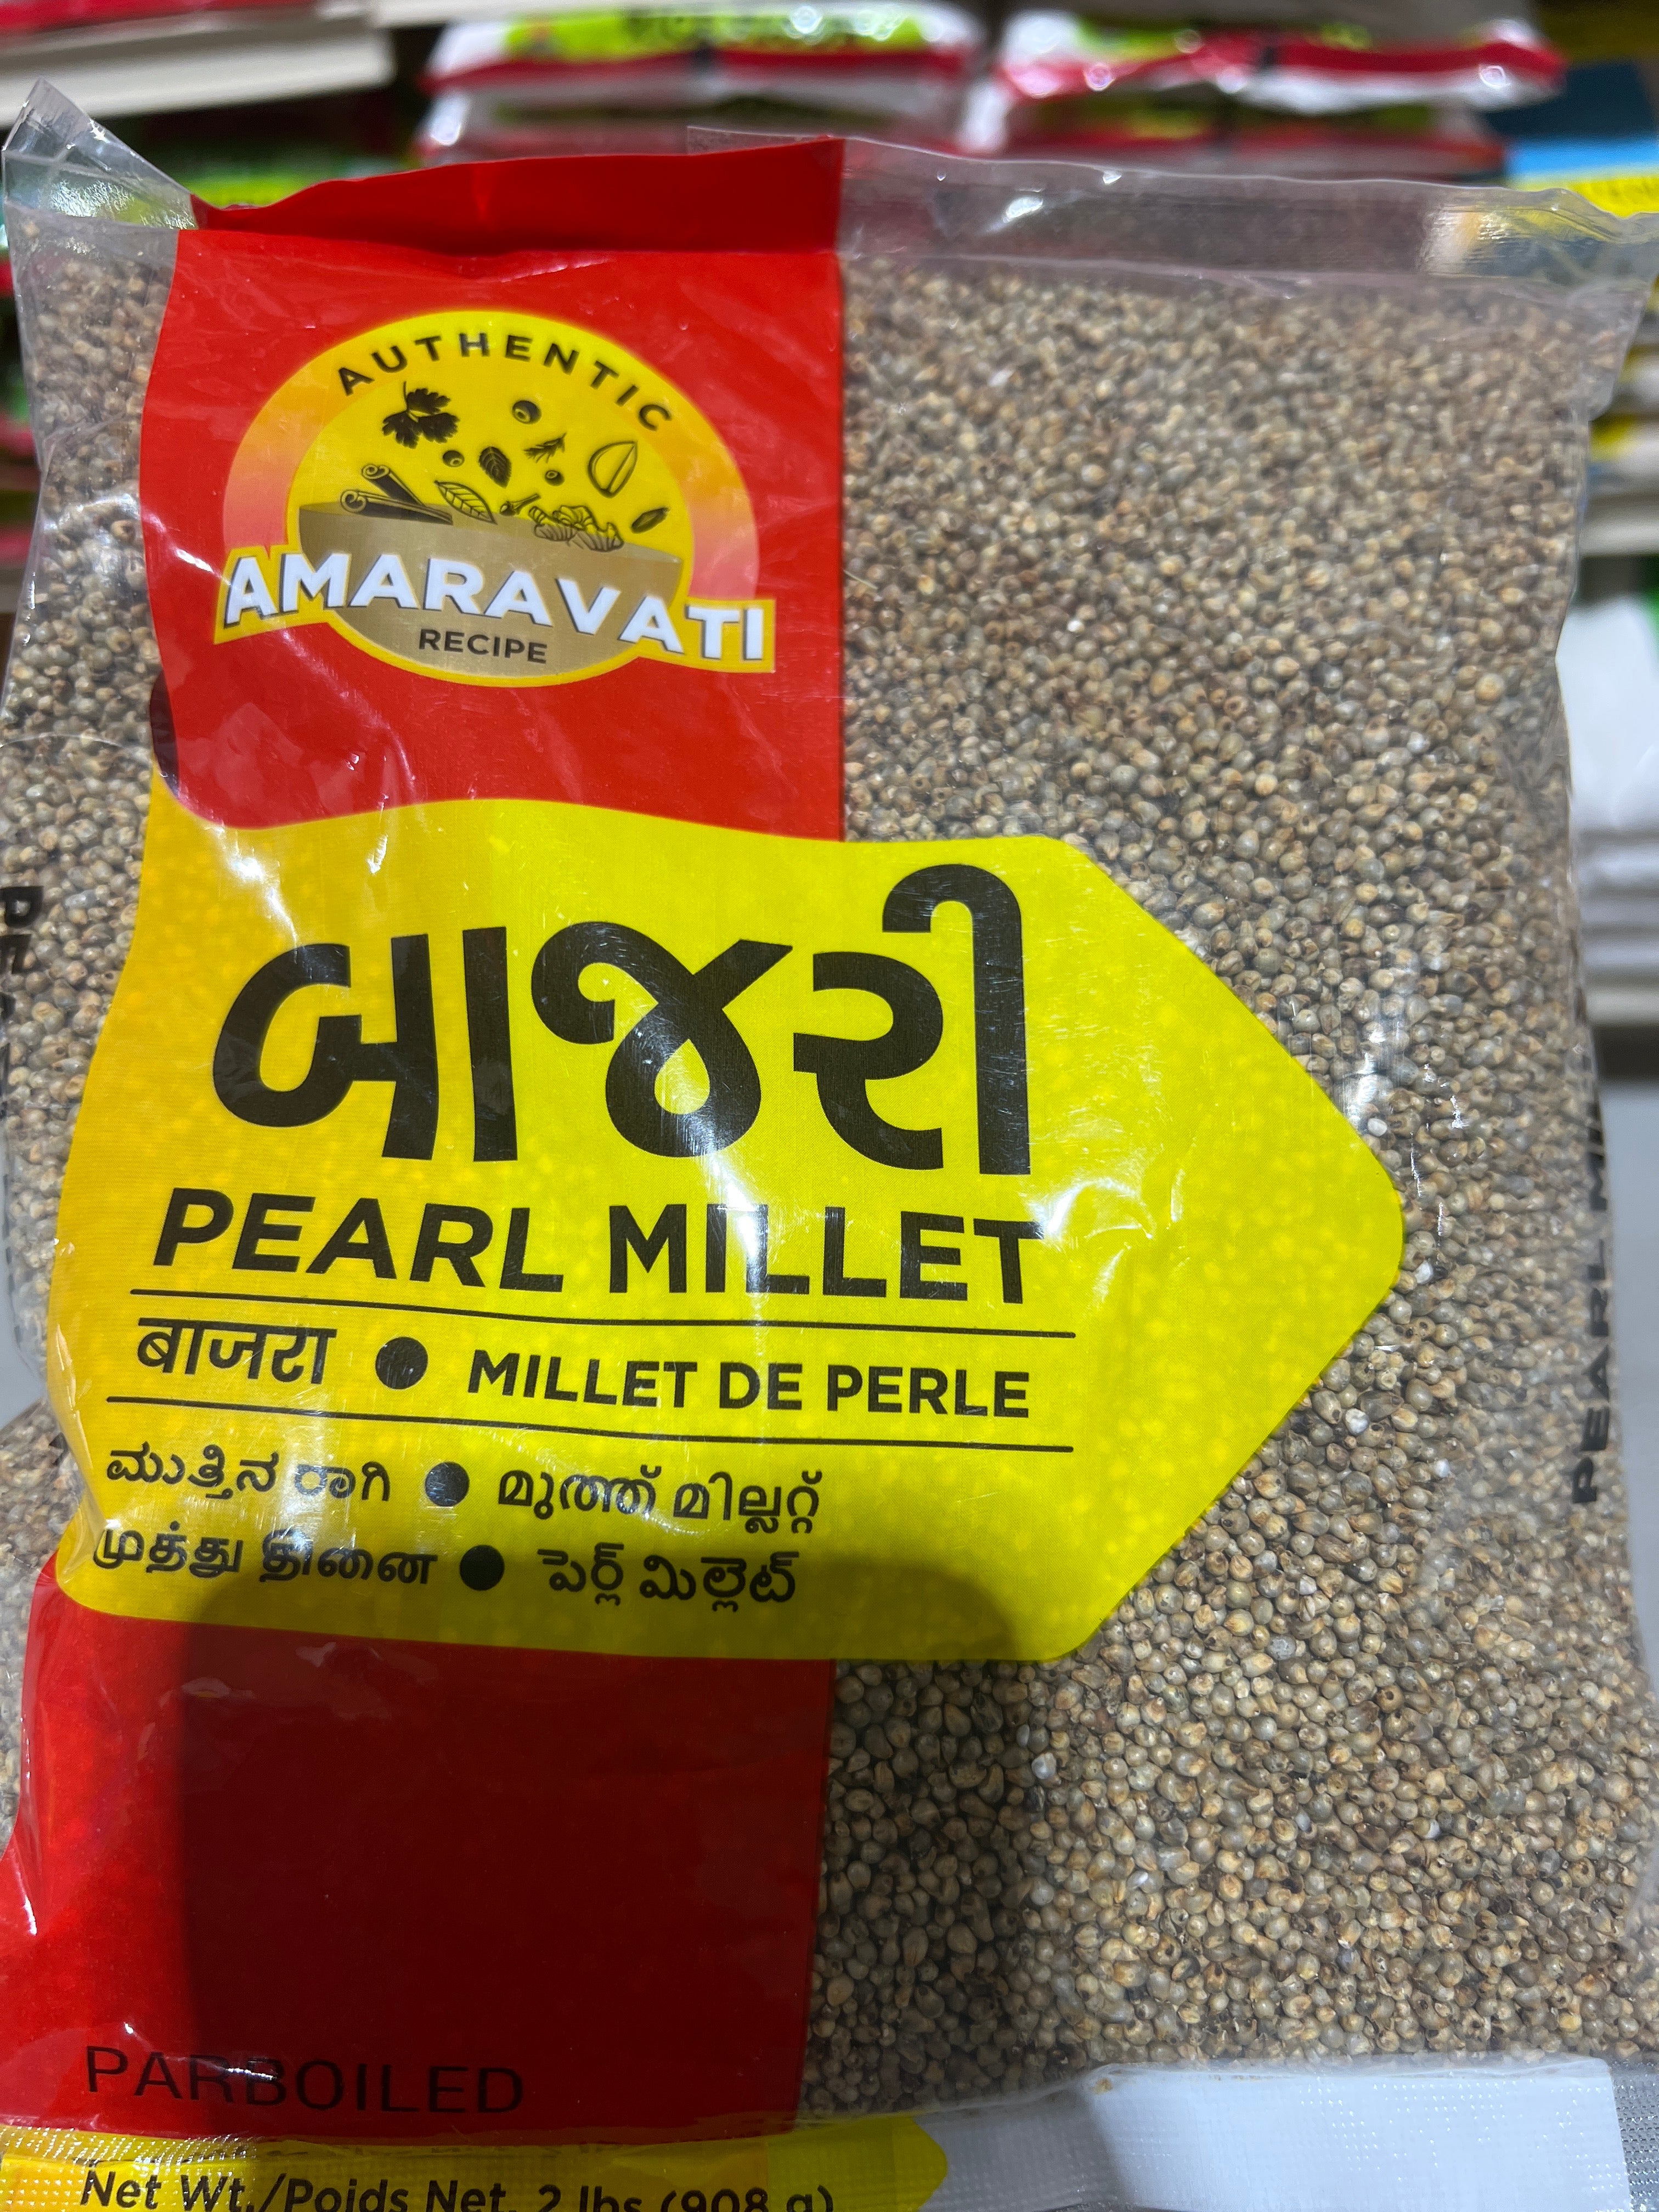 AUTHENTIC
AMARAVATI
RECIPE
બાજરી
PEARL MILLET
बाजरा ● MILLET DE PERLE
ಮುತ್ತಿನ ರಾಗಿ ● മുത്ത് മില്ലറ്റ്
முத்து தினை ● పెర్ల్ మిల్లెట్
PEARL MILLET
PARBOILED
Net Wt./Poids Net. 2 lbs (908 g)